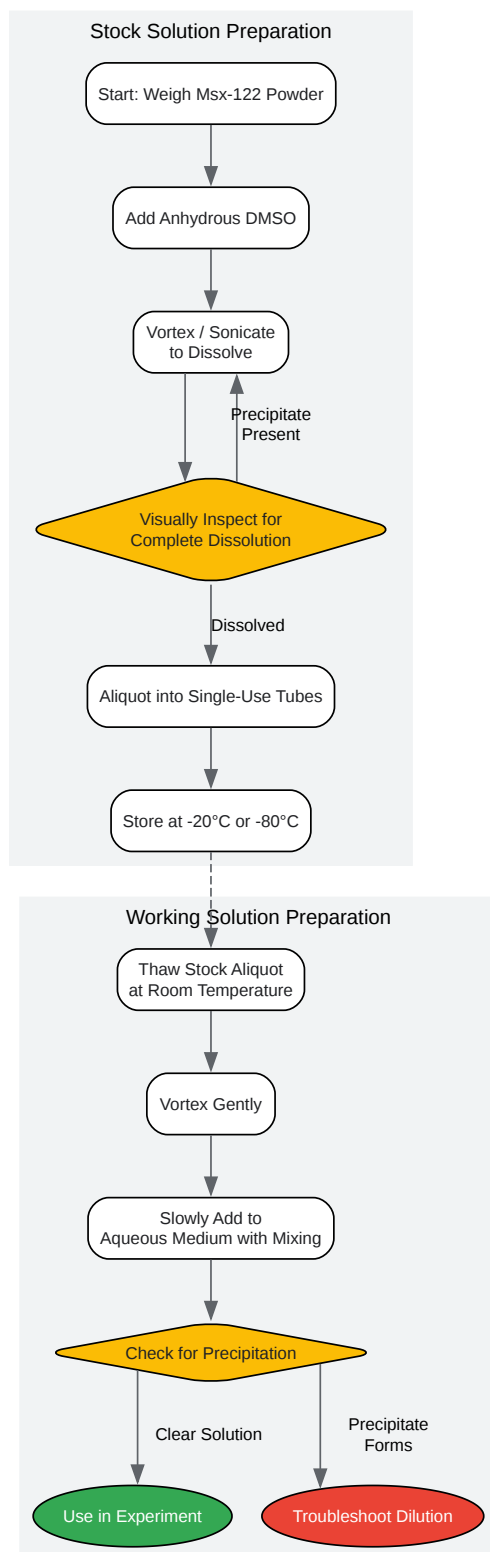 Stock Solution Preparation
Start: Weigh Msx-122 Powder
Add Anhydrous DMSO
Vortex / Sonicate
to Dissolve
Precipitate
Present
Visually Inspect for
Complete Dissolution
Dissolved
Aliquot into Single-Use Tubes
Store at -20°C or -80°C
Working Solution Preparation
Thaw Stock Aliquot
at Room Temperature
Vortex Gently
Slowly Add to
Aqueous Medium with Mixing
Check for Precipitation
Clear Solution
Precipitate
Forms
Use in Experiment
Troubleshoot Dilution